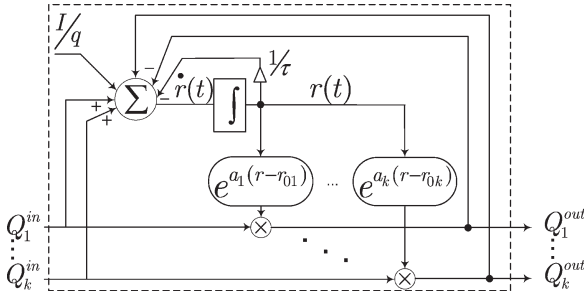 I/q
−
−
1/τ
+
+
Σ
−
ṙ(t)
∫
r(t)
e^{a_1(r−r_{01})}
...
e^{a_k(r−r_{0k})}
Q_1^{in}
×
Q_1^{out}
Q_k^{in}
×
Q_k^{out}